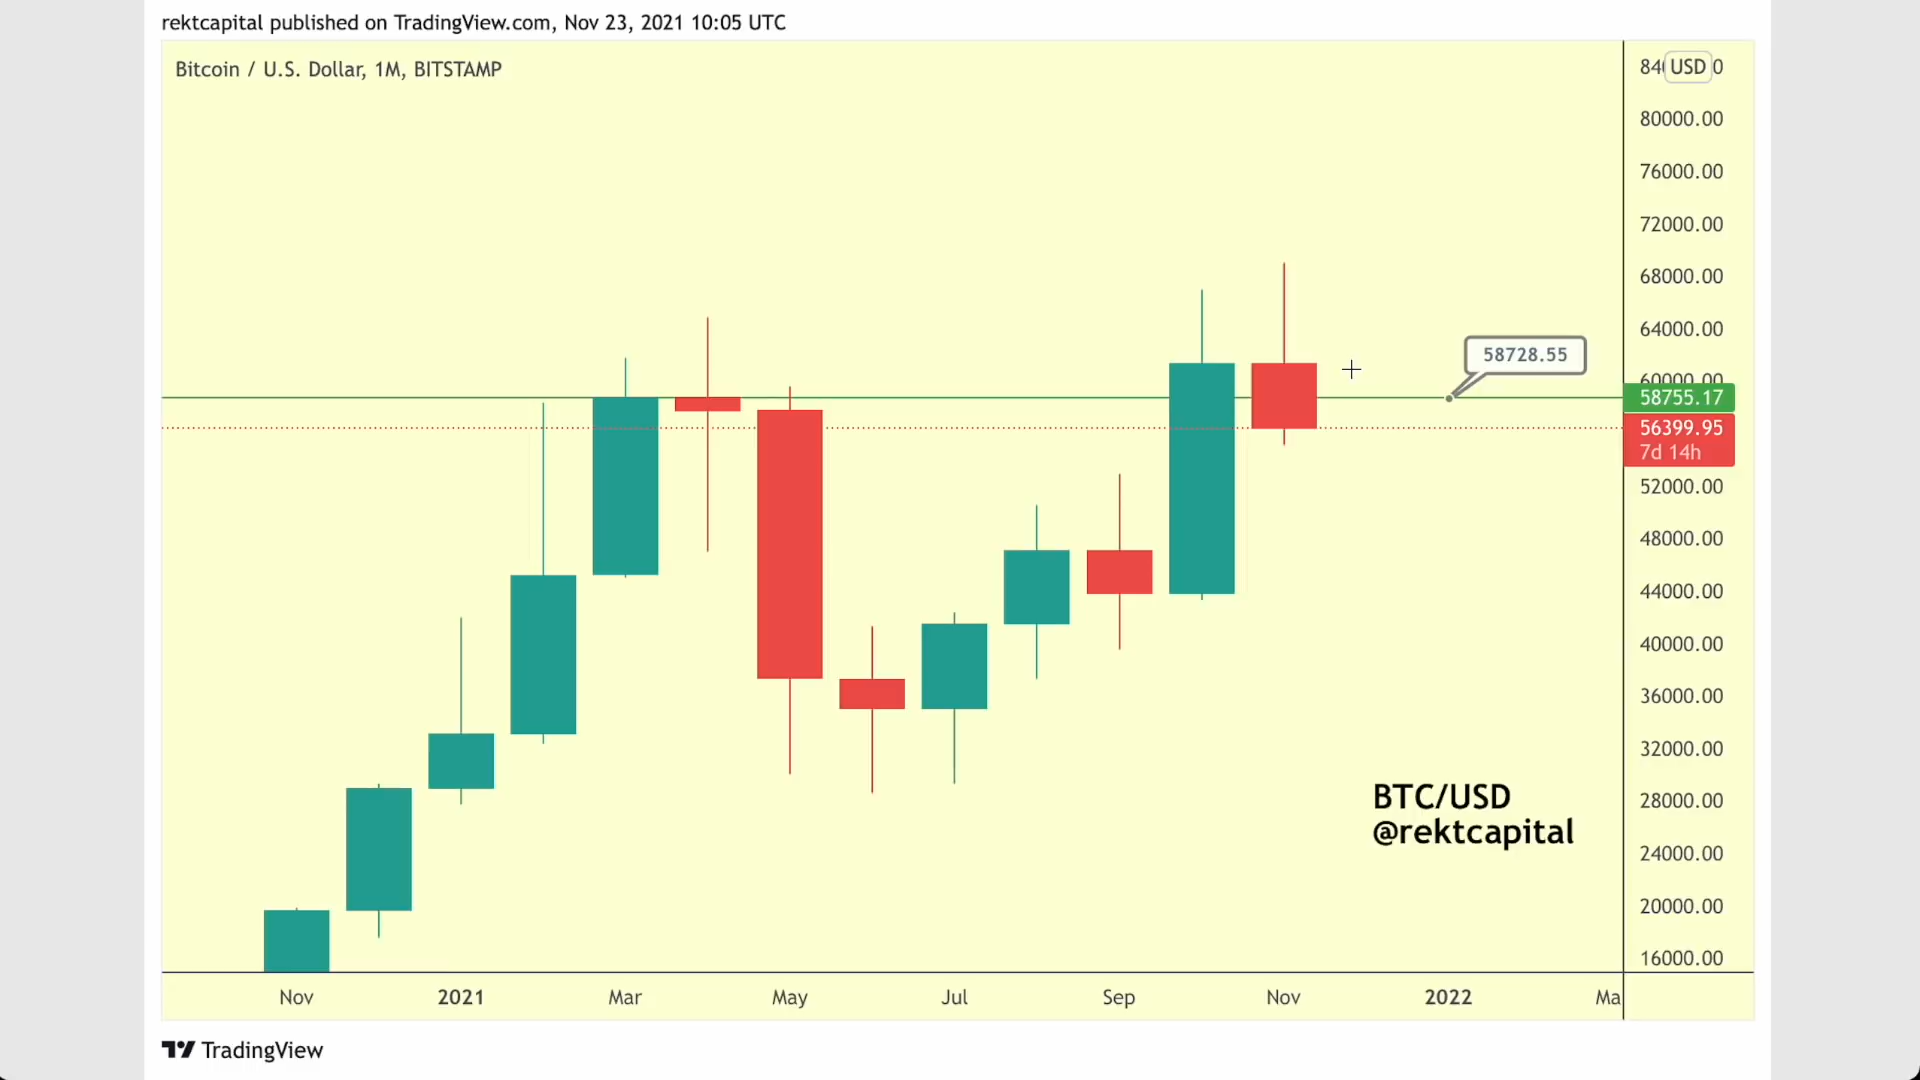 rektcapital published on TradingView.com, Nov 23, 2021 10:05 UTC
Bitcoin / U.S. Dollar, 1M, BITSTAMP
USD
80000.00
76000.00
72000.00
68000.00
64000.00
58728.55
60000.00
58755.17
56399.95
7d 14h
52000.00
48000.00
44000.00
40000.00
36000.00
32000.00
28000.00
24000.00
20000.00
16000.00
BTC/USD
@rektcapital
Nov 2021 Mar May Jul Sep Nov 2022 Ma
TradingView